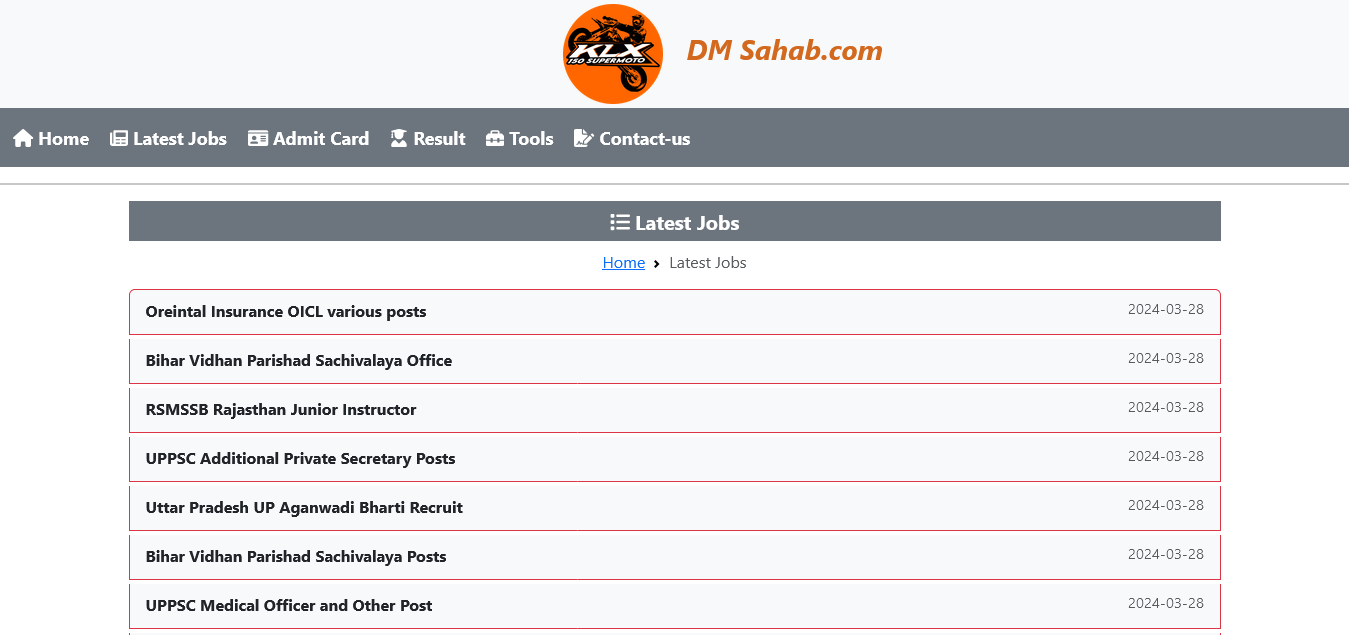 KLX
150 SUPERMOTO
DM Sahab.com
Home Latest Jobs Admit Card Result Tools Contact-us
Latest Jobs
Home › Latest Jobs
Oreintal Insurance OICL various posts 2024-03-28
Bihar Vidhan Parishad Sachivalaya Office 2024-03-28
RSMSSB Rajasthan Junior Instructor 2024-03-28
UPPSC Additional Private Secretary Posts 2024-03-28
Uttar Pradesh UP Aganwadi Bharti Recruit 2024-03-28
Bihar Vidhan Parishad Sachivalaya Posts 2024-03-28
UPPSC Medical Officer and Other Post 2024-03-28